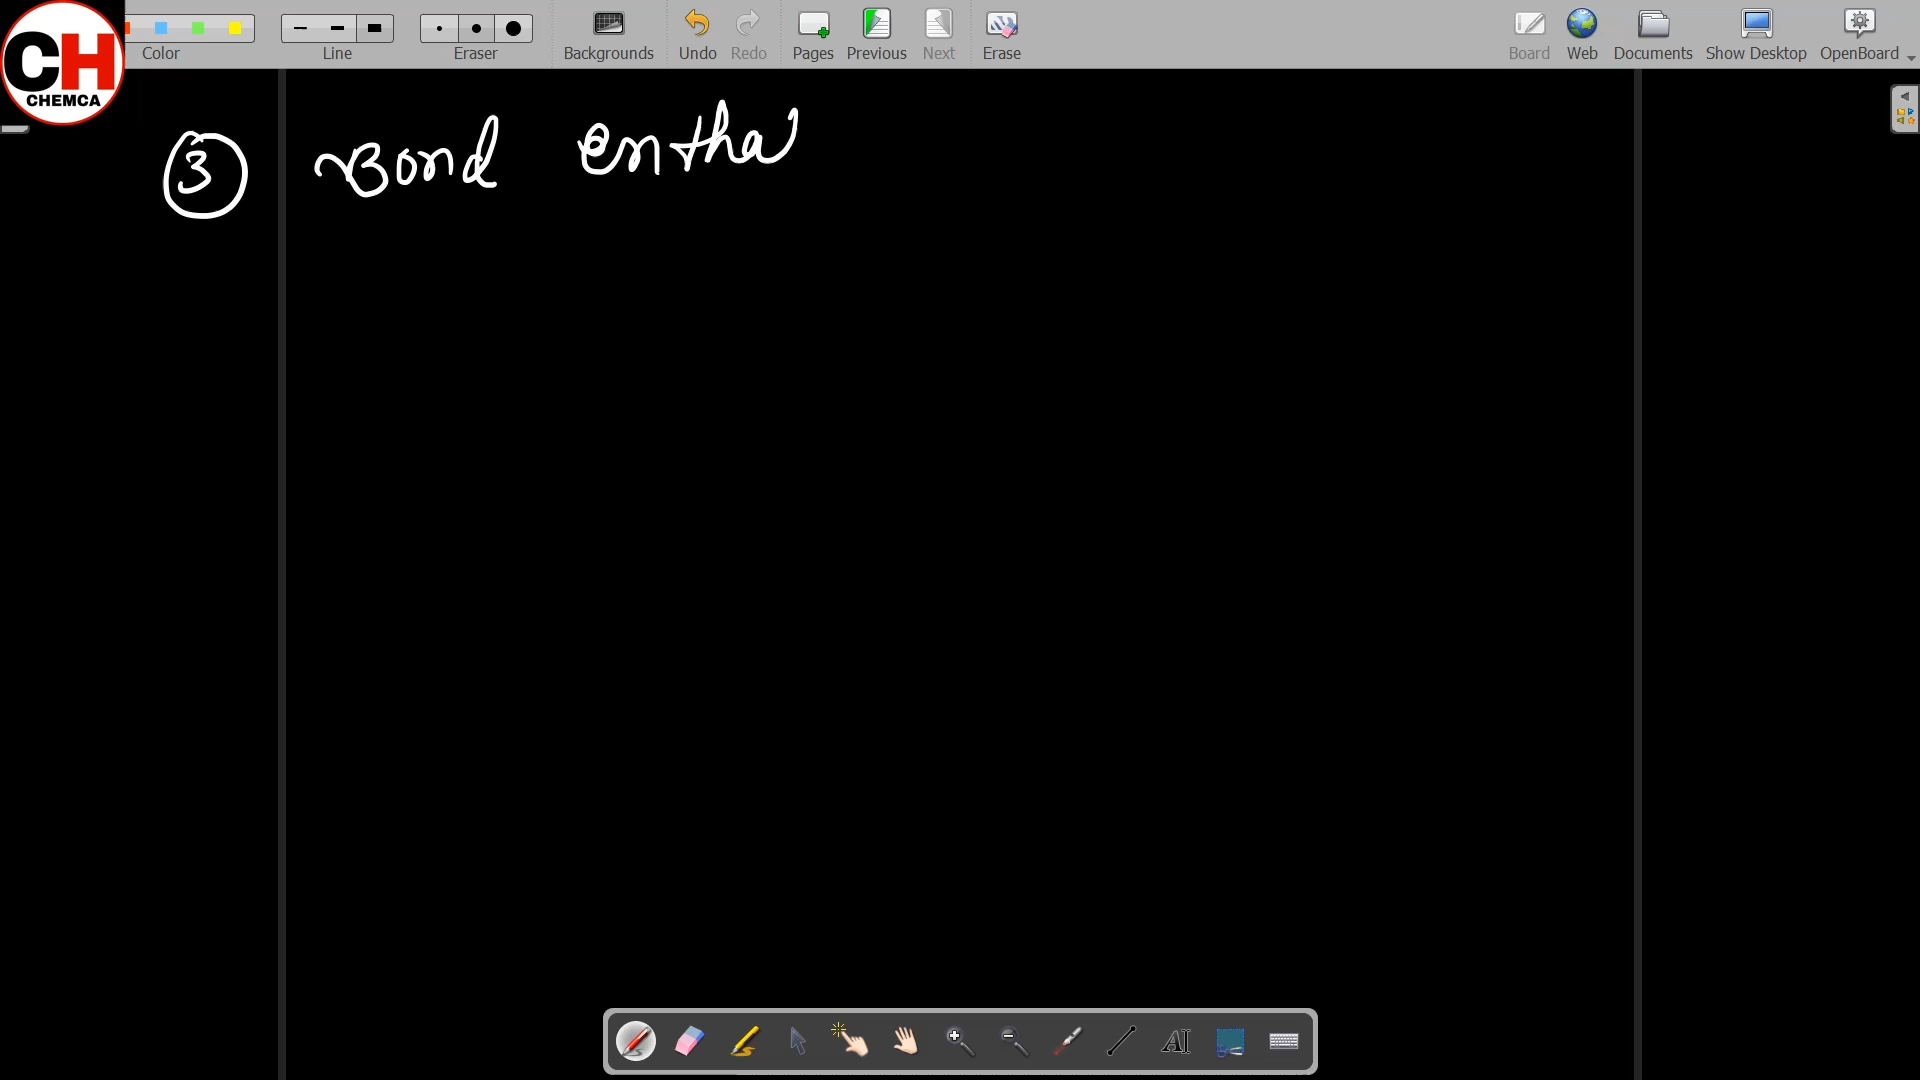 CH
CHEMCA
Color Line Eraser Backgrounds Undo Redo Pages Previous Next Erase Board Web Documents Show Desktop OpenBoard
3 Bond entha
AI